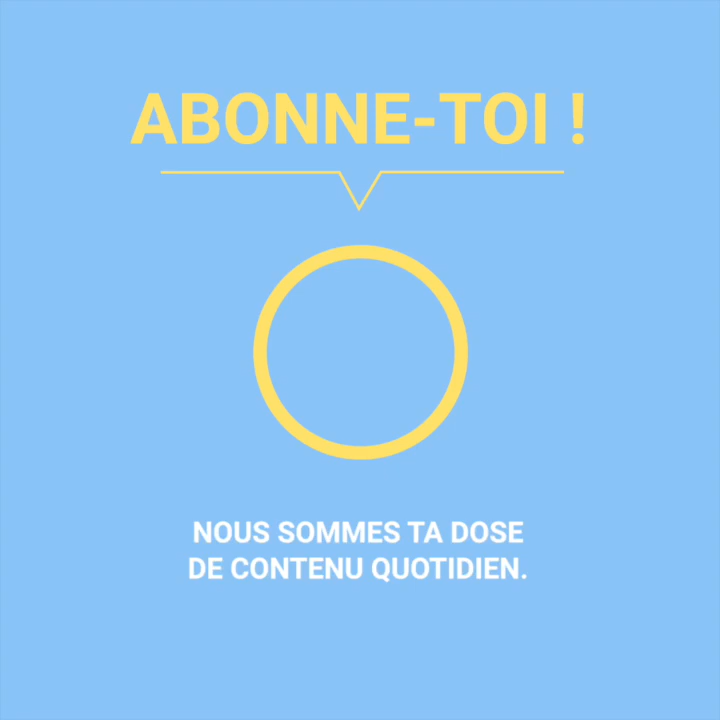 ABONNE-TOI !
NOUS SOMMES TA DOSE
DE CONTENU QUOTIDIEN.